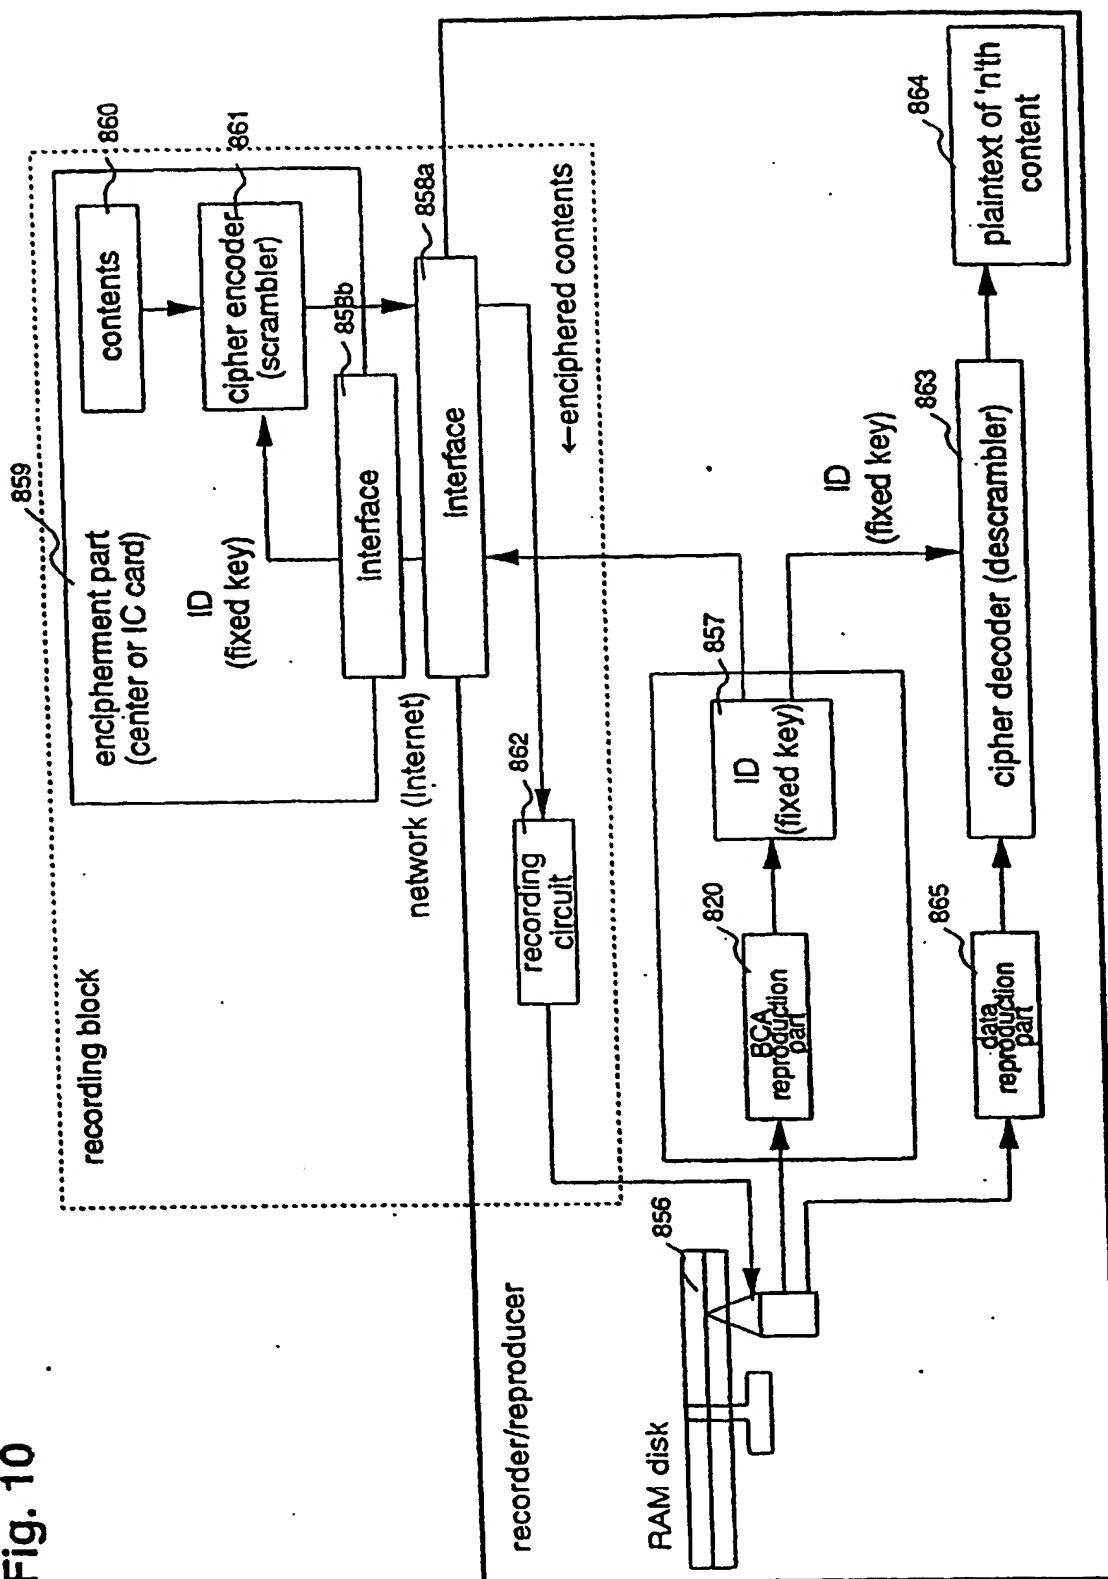 Fig. 10
recording block
859
encipherment part
(center or IC card)
860
contents
861
cipher encoder
(scrambler)
ID
(fixed key)
858b
interface
network (Internet)
858a
Interface
862
recording
circuit
←enciphered contents
recorder/reproducer
RAM disk
856
820
BCA
reproduction
part
857
ID
(fixed key)
ID
(fixed key)
865
data
reproduction
part
863
cipher decoder (descrambler)
864
plaintext of 'n'th
content